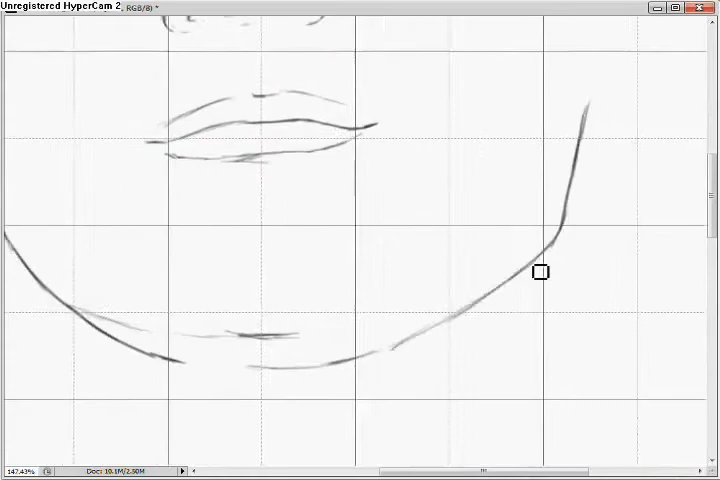 Unregistered HyperCam 2, RGB/8) *
147.43%
Doc: 10.1M/2.50M